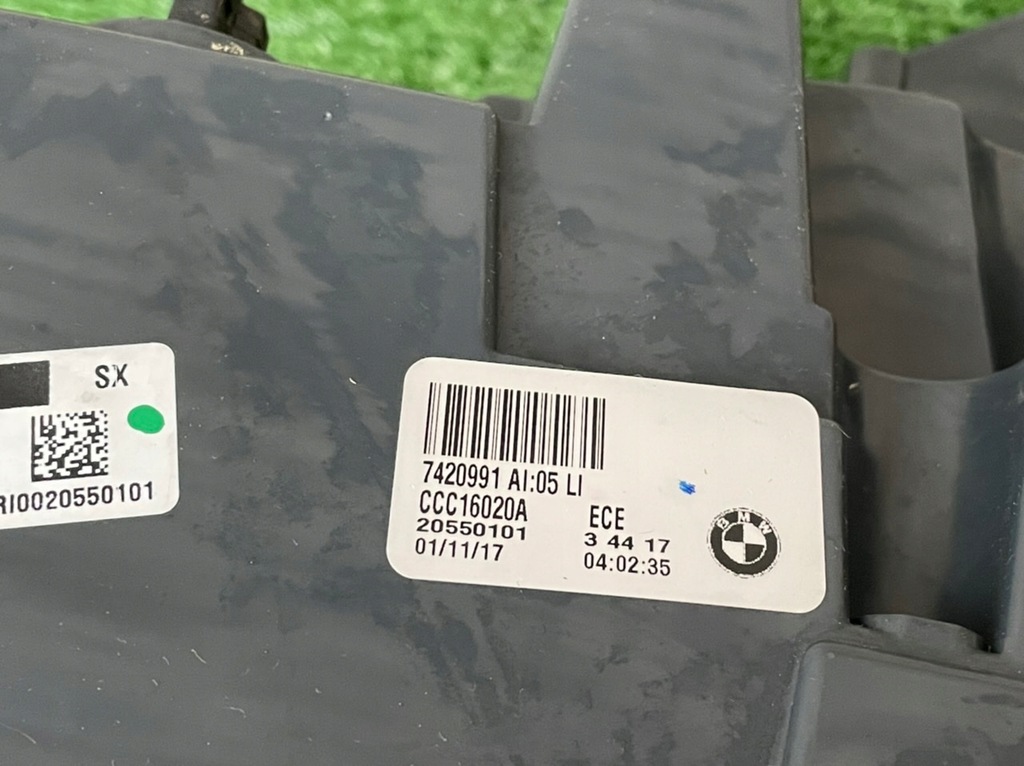 SX
RI0020550101
7420991 AI:05 LI
CCC16020A
ECE
20550101
3 44 17
01/11/17
04:02:35
BMW